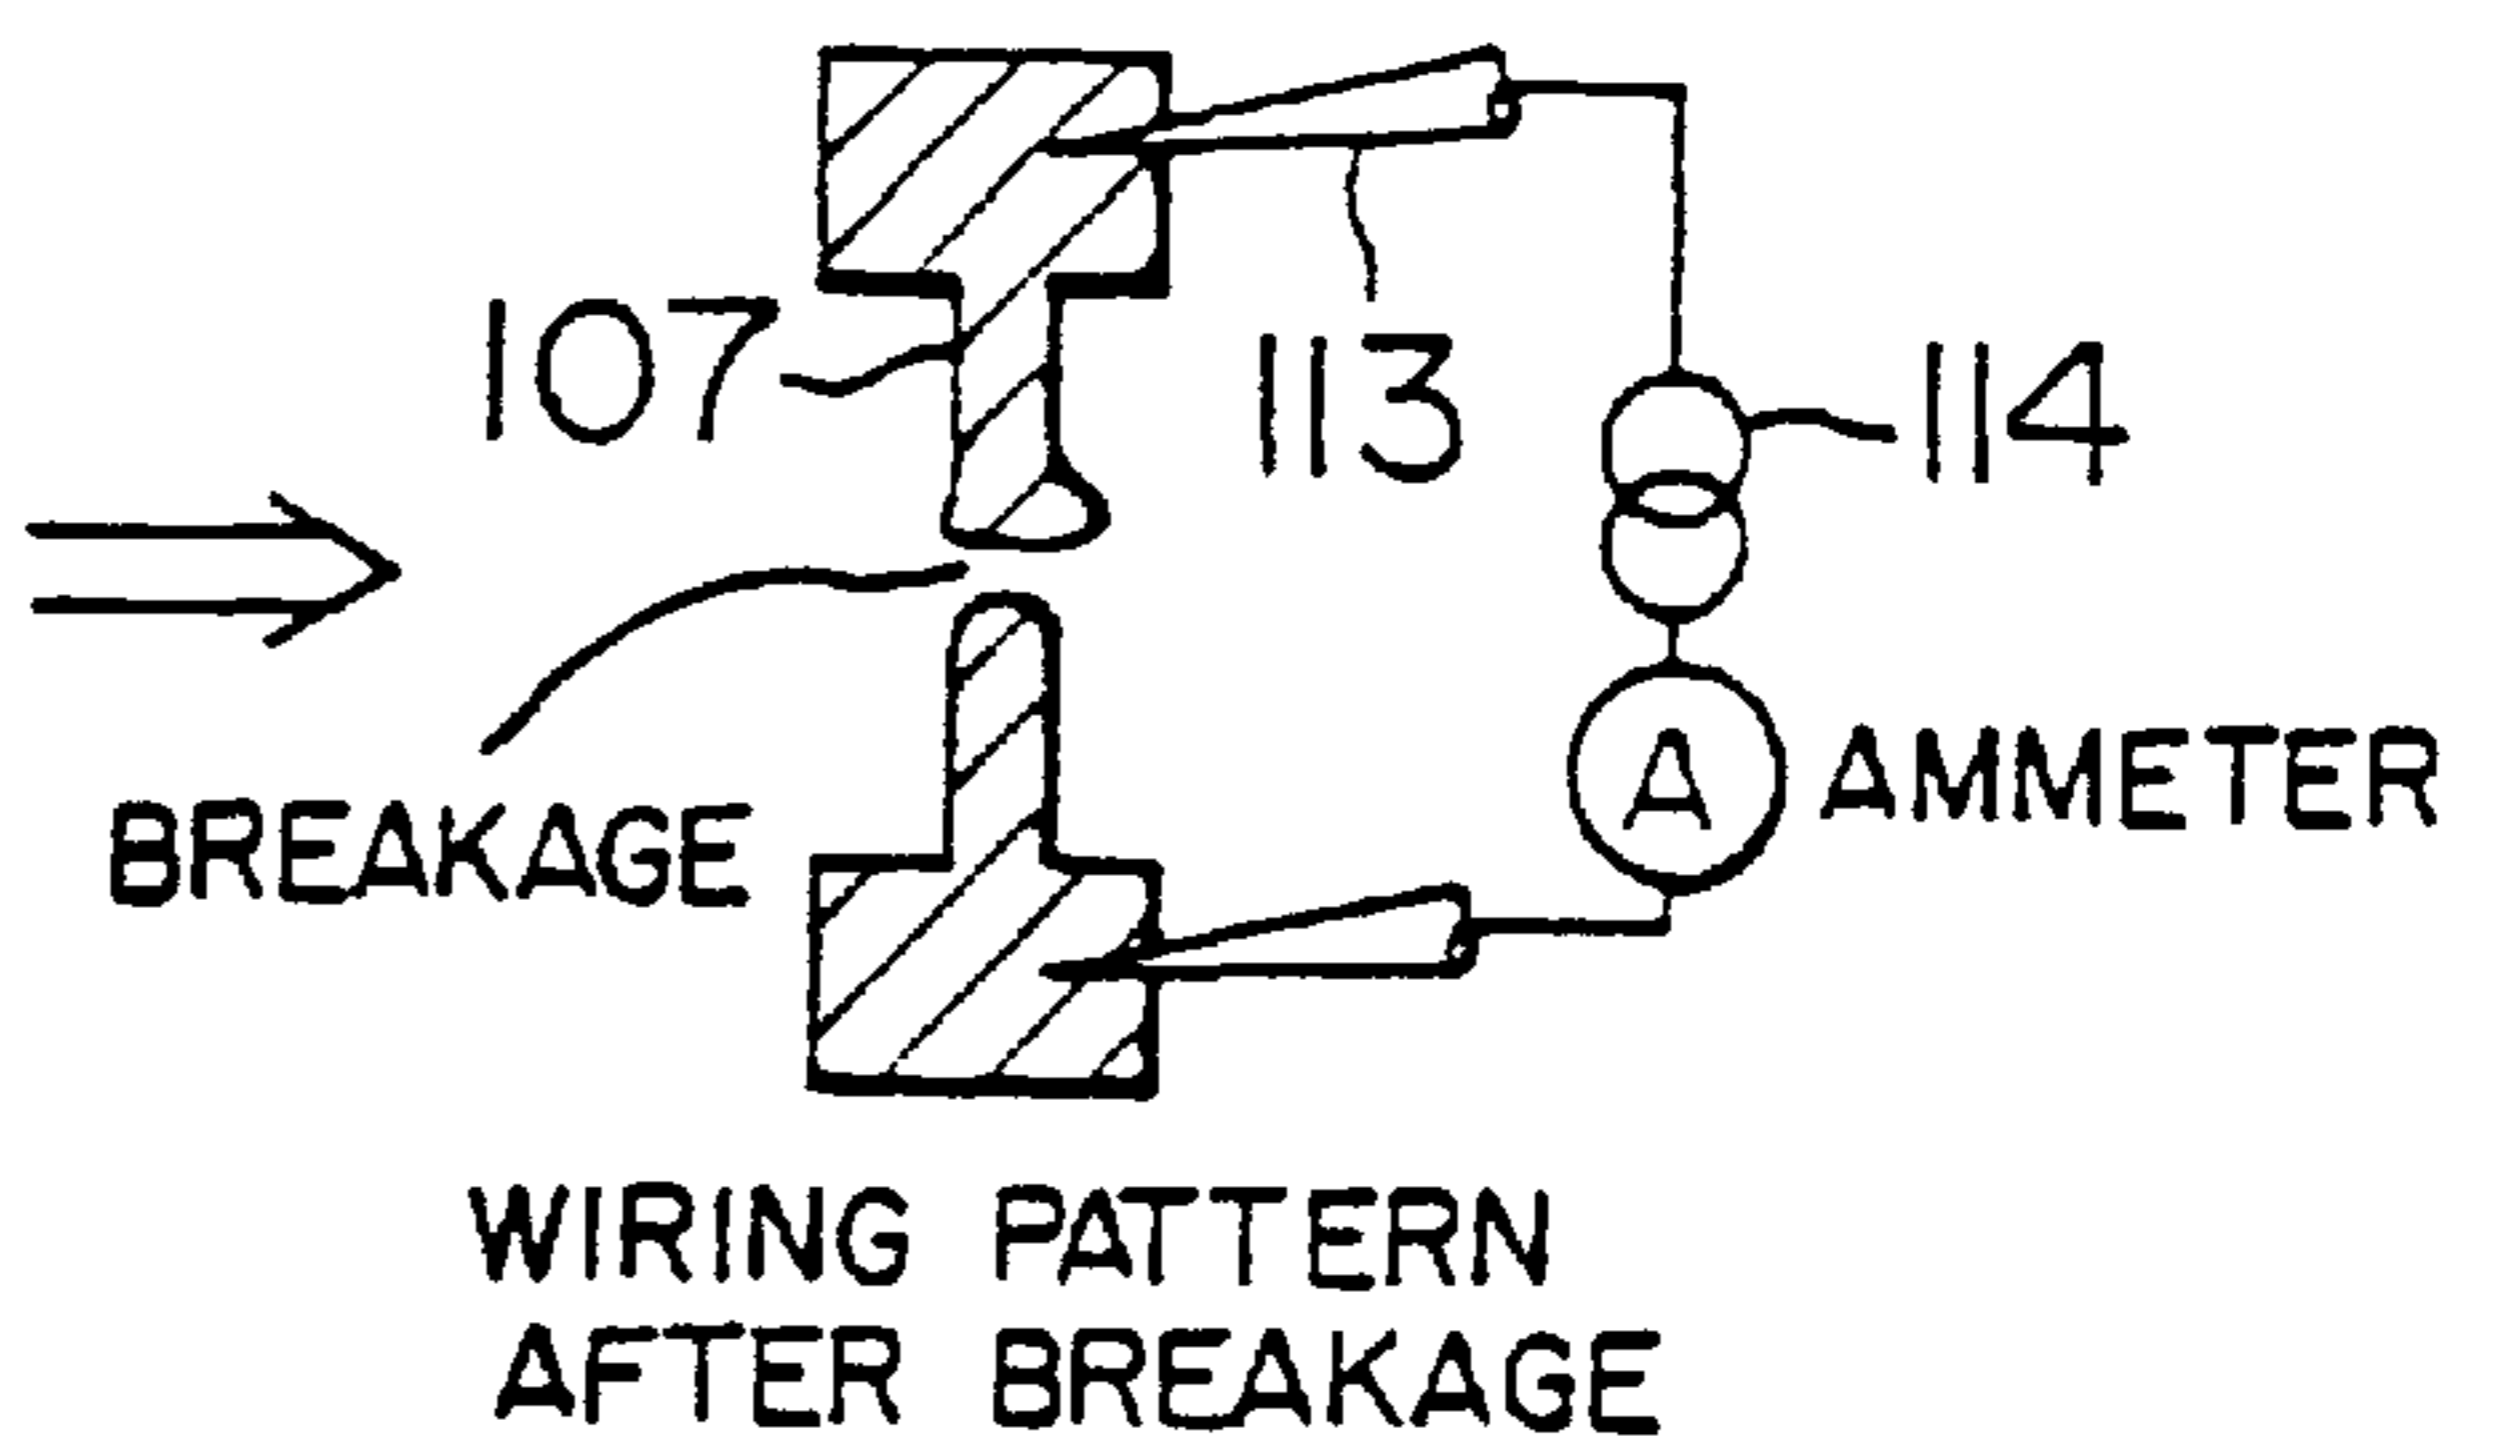 107
113
114
BREAKAGE
A AMMETER
WIRING PATTERN
AFTER BREAKAGE